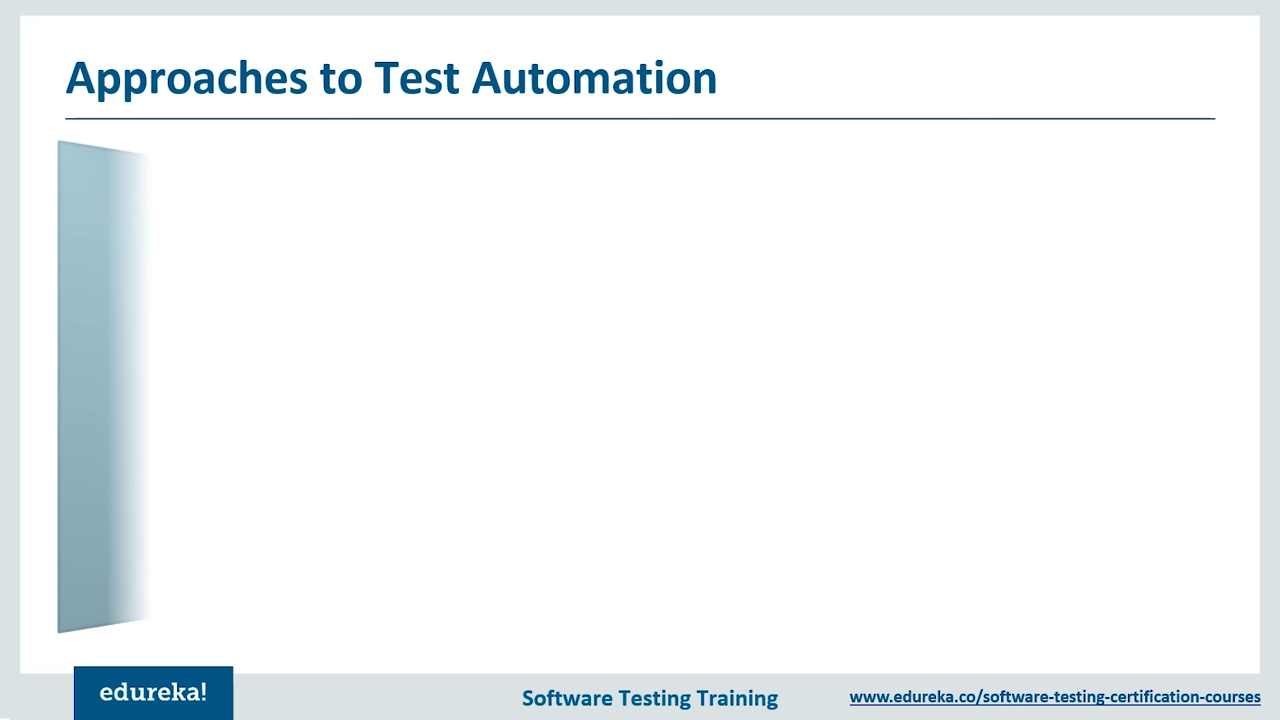 Approaches to Test Automation
edureka!
Software Testing Training
www.edureka.co/software-testing-certification-courses